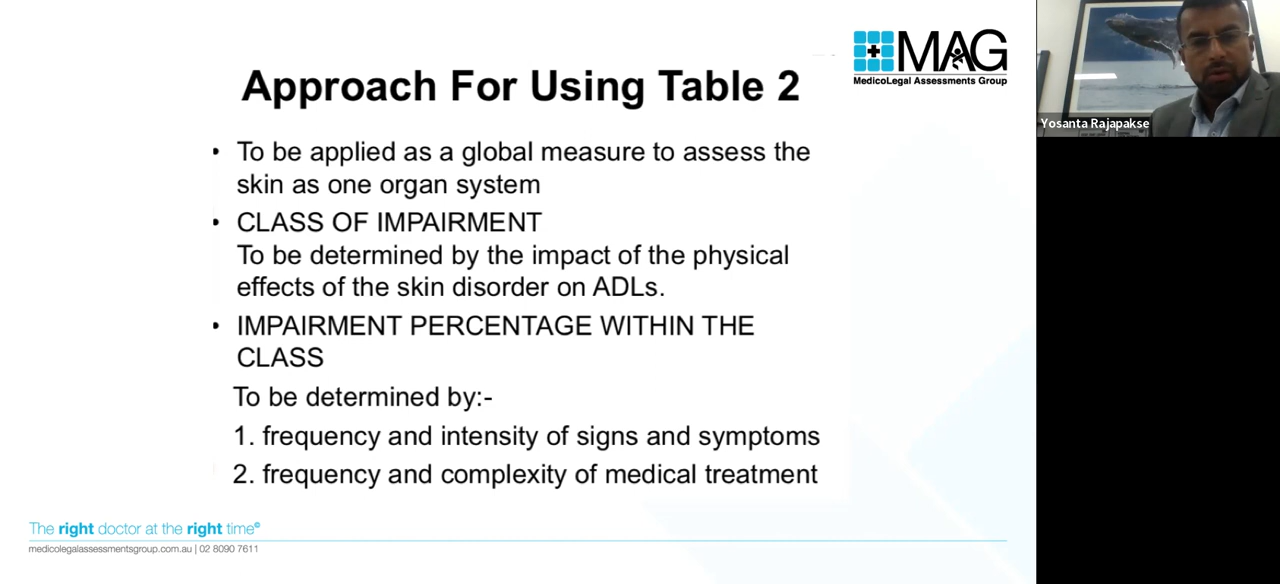 MAG
MedicoLegal Assessments Group
Yosanta Rajapakse
Approach For Using Table 2
• To be applied as a global measure to assess the
skin as one organ system
• CLASS OF IMPAIRMENT
To be determined by the impact of the physical
effects of the skin disorder on ADLs.
• IMPAIRMENT PERCENTAGE WITHIN THE
CLASS
To be determined by:-
1. frequency and intensity of signs and symptoms
2. frequency and complexity of medical treatment
The right doctor at the right time©
medicolegalassessmentsgroup.com.au | 02 8090 7611